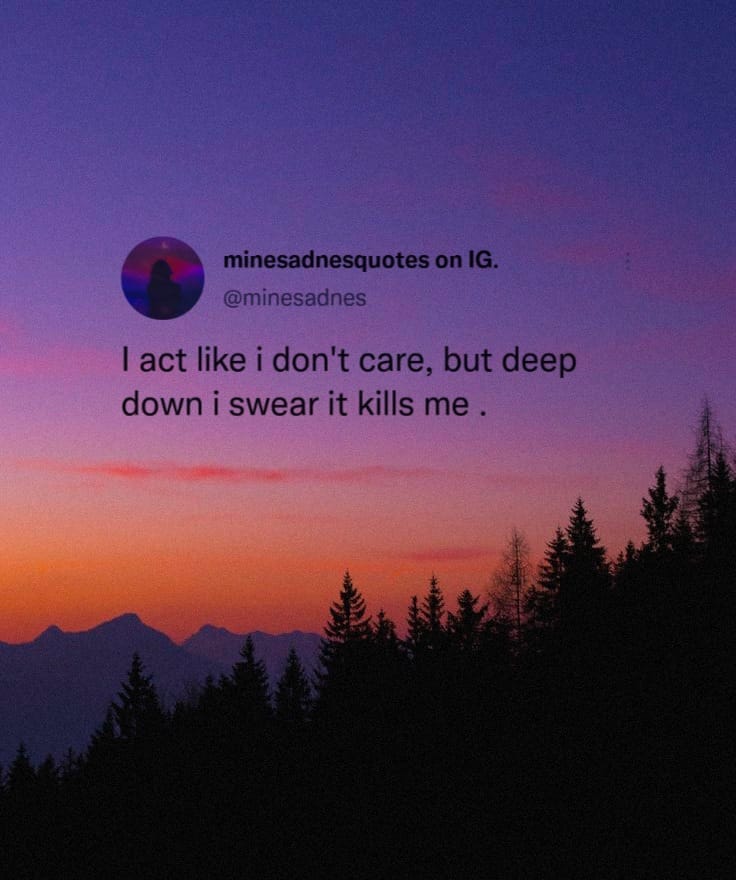 minesadnesquotes on IG.
@minesadnes
I act like i don't care, but deep
down i swear it kills me .